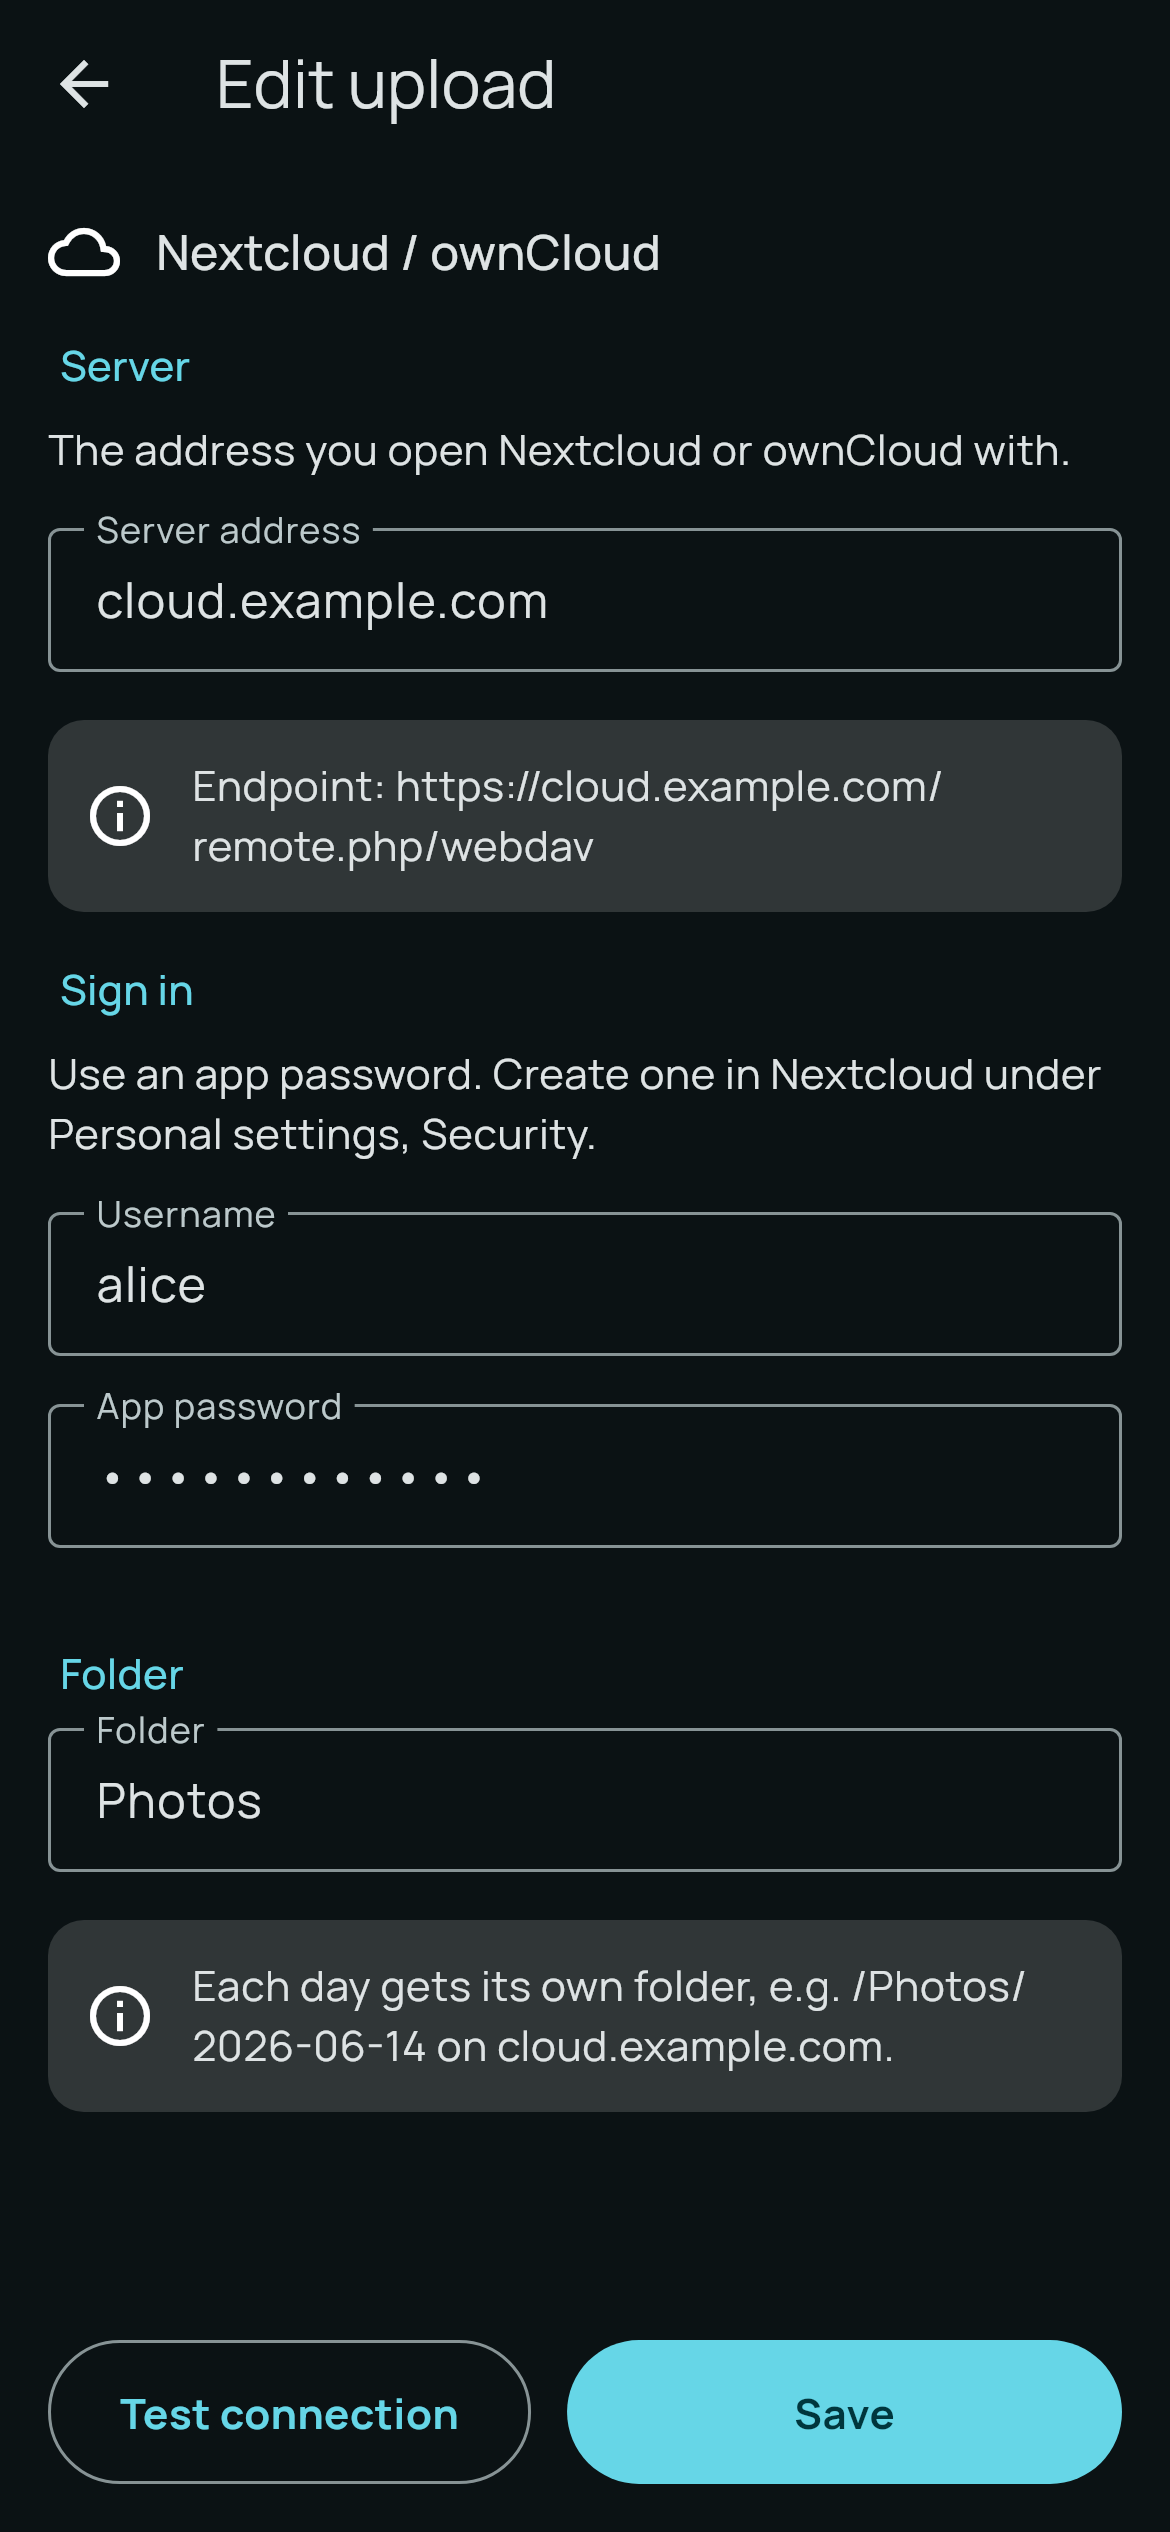 Edit upload
Nextcloud / ownCloud
Server
The address you open Nextcloud or ownCloud with.
Server address
cloud.example.com
Endpoint: https://cloud.example.com/
remote.php/webdav
Sign in
Use an app password. Create one in Nextcloud under
Personal settings, Security.
Username
alice
App password
••••••••••••
Folder
Folder
Photos
Each day gets its own folder, e.g. /Photos/
2026-06-14 on cloud.example.com.
Test connection
Save